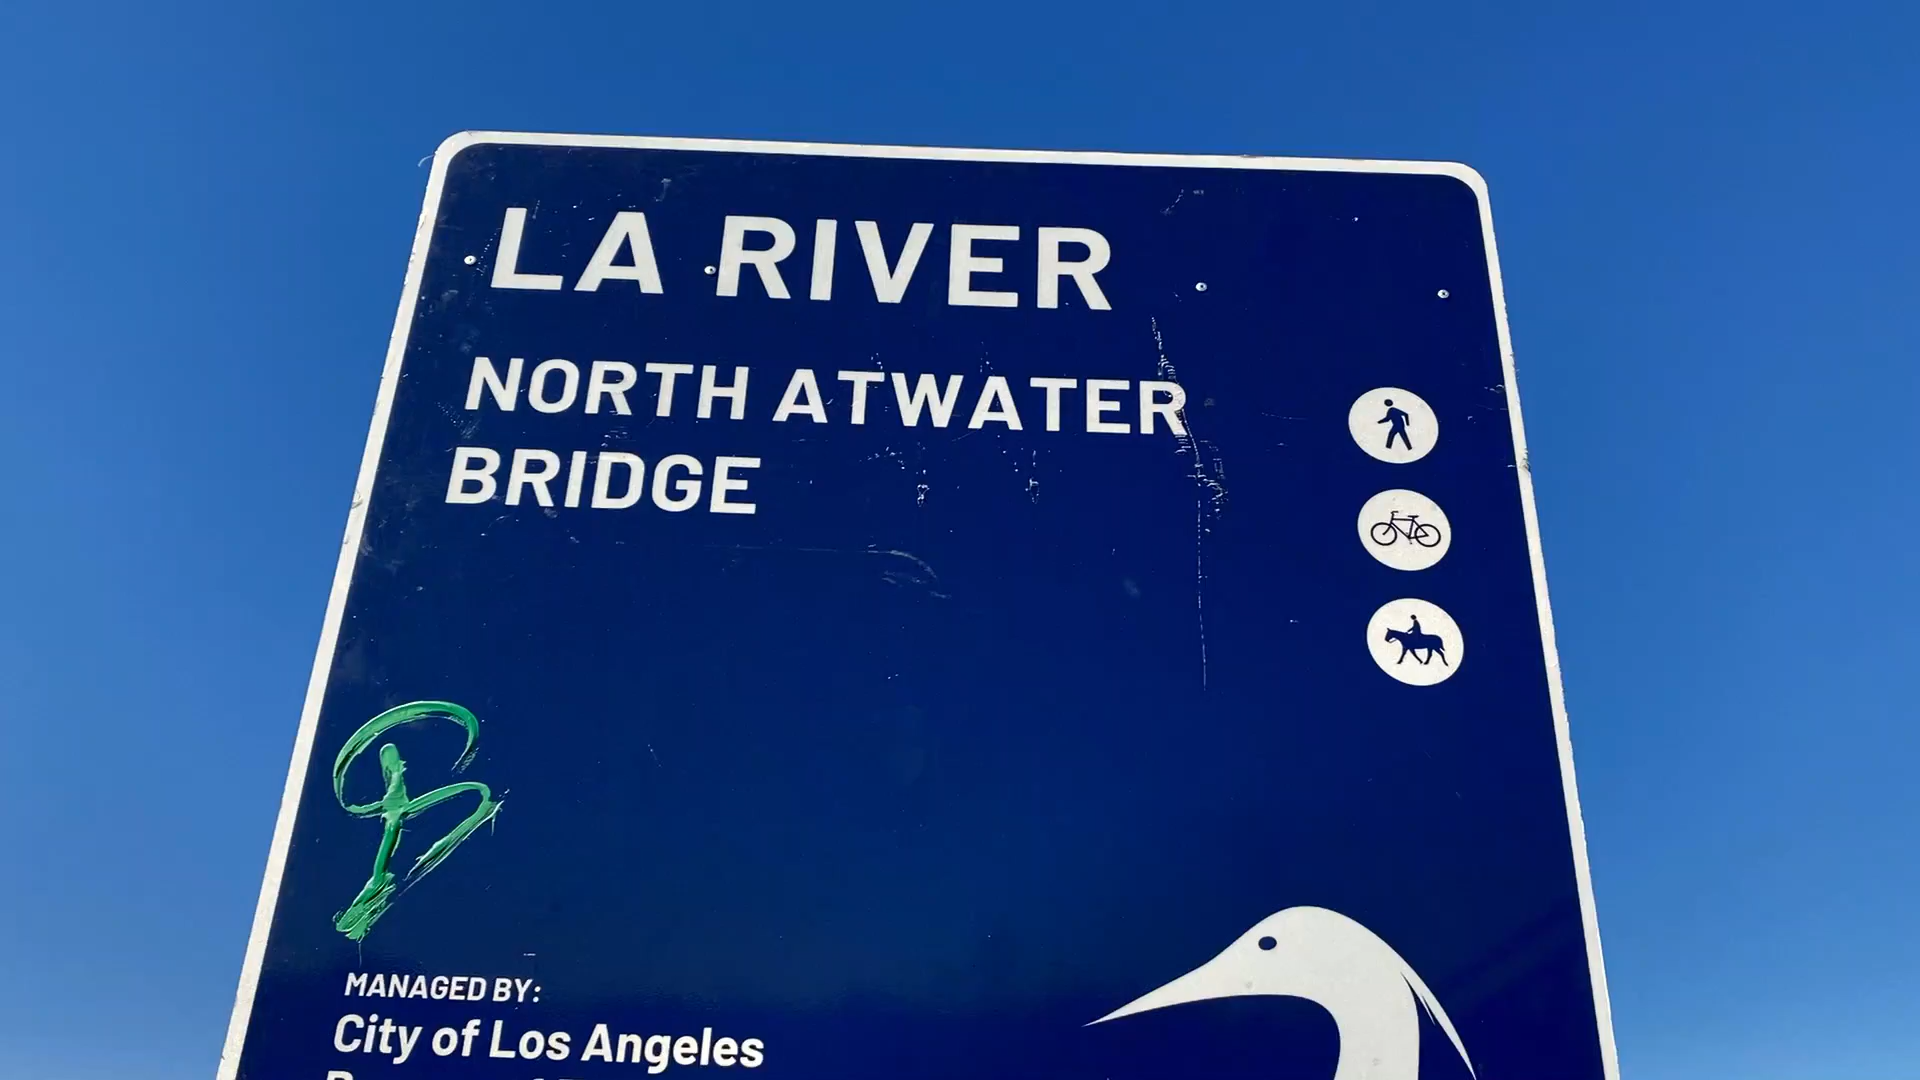 LA RIVER
NORTH ATWATER
BRIDGE
MANAGED BY:
City of Los Angeles